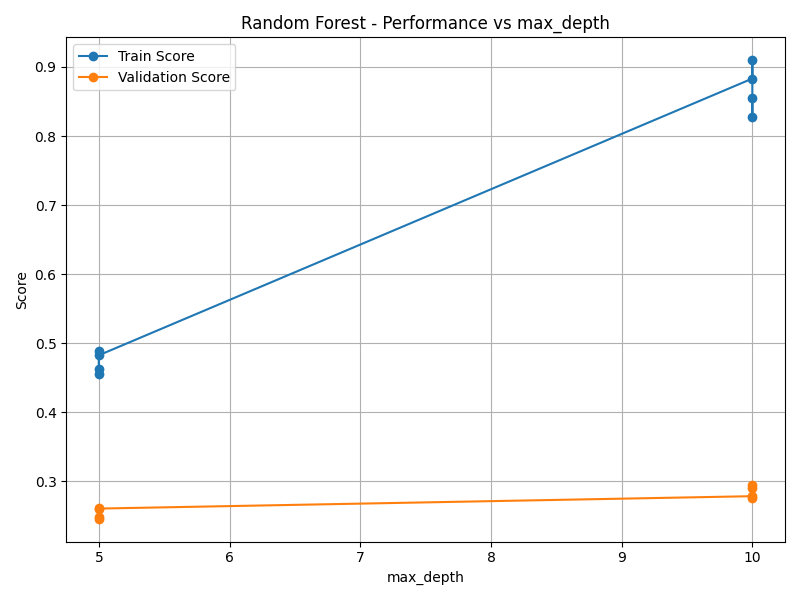 Random Forest - Performance vs max_depth
Train Score
Validation Score
Score
0.9
0.8
0.7
0.6
0.5
0.4
0.3
5 6 7 8 9 10
max_depth